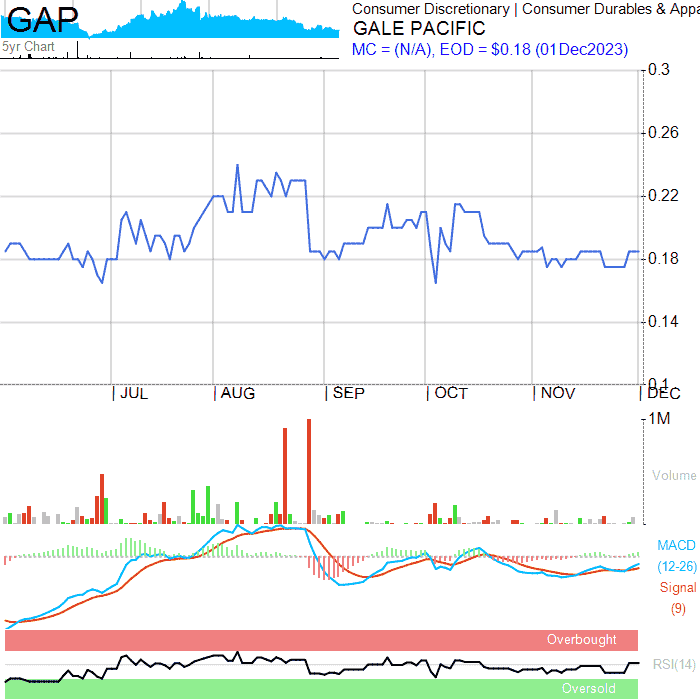 GAP
Consumer Discretionary | Consumer Durables & Appa
GALE PACIFIC
5yr Chart
MC = (N/A), EOD = $0.18 (01Dec2023)
0.3
0.26
0.22
0.18
0.14
0.1
JUL AUG SEP OCT NOV DEC
1M
Volume
MACD
(12-26)
Signal
(9)
Overbought
RSI(14)
Oversold